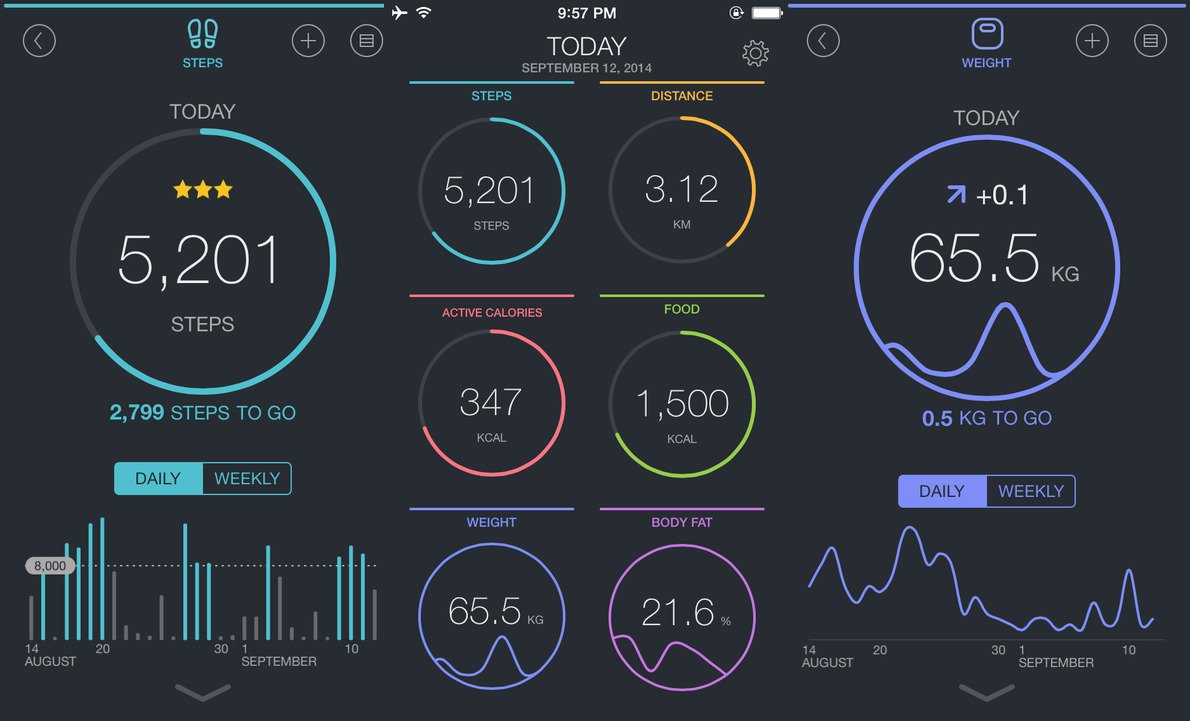 STEPS
TODAY
5,201
STEPS
2,799 STEPS TO GO
DAILY WEEKLY
8,000
14 20 30 1 10
AUGUST SEPTEMBER
9:57 PM
TODAY
SEPTEMBER 12, 2014
STEPS DISTANCE
5,201 3.12
STEPS KM
ACTIVE CALORIES FOOD
347 1,500
KCAL KCAL
WEIGHT BODY FAT
65.5 KG 21.6 %
WEIGHT
TODAY
+0.1
65.5 KG
0.5 KG TO GO
DAILY WEEKLY
14 20 30 1 10
AUGUST SEPTEMBER